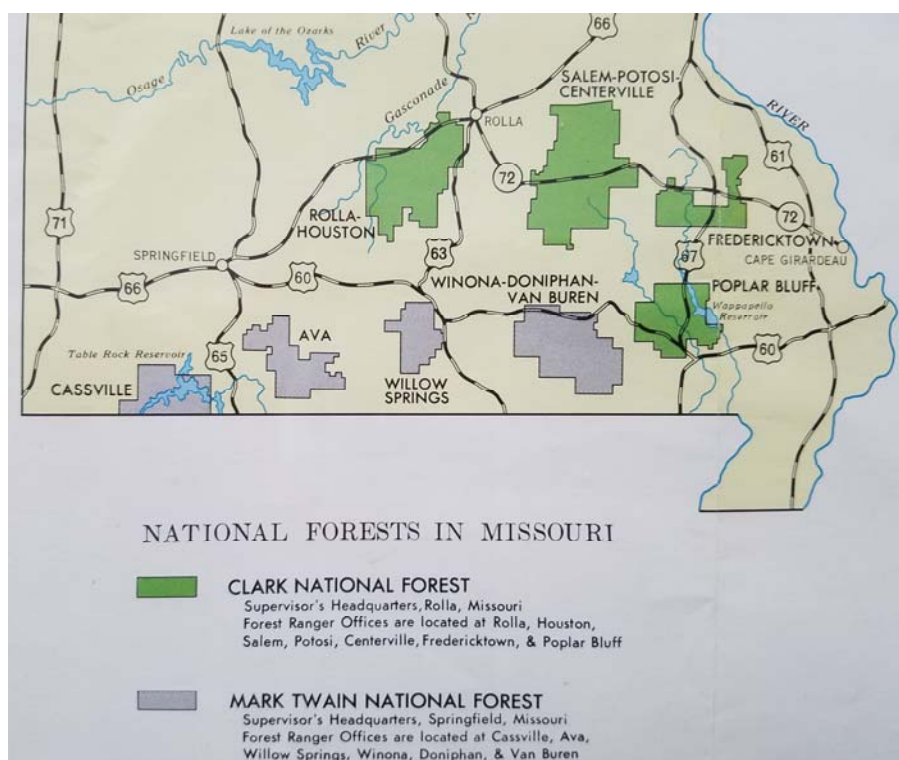 Lake of the Ozarks
River
66
Osage
Gasconade
SALEM-POTOSI-
CENTERVILLE
RIVER
ROLLA
61
72
71
ROLLA-
HOUSTON
72
63
FREDERICKTOWN
SPRINGFIELD
67
CAPE GIRARDEAU
66
60
WINONA-DONIPHAN-
VAN BUREN
POPLAR BLUFF
Wappapello
Reservoir
AVA
Table Rock Reservoir
65
60
CASSVILLE
WILLOW
SPRINGS
NATIONAL FORESTS IN MISSOURI
CLARK NATIONAL FOREST
Supervisor's Headquarters, Rolla, Missouri
Forest Ranger Offices are located at Rolla, Houston,
Salem, Potosi, Centerville, Fredericktown, & Poplar Bluff
MARK TWAIN NATIONAL FOREST
Supervisor's Headquarters, Springfield, Missouri
Forest Ranger Offices are located at Cassville, Ava,
Willow Springs, Winona, Doniphan, & Van Buren